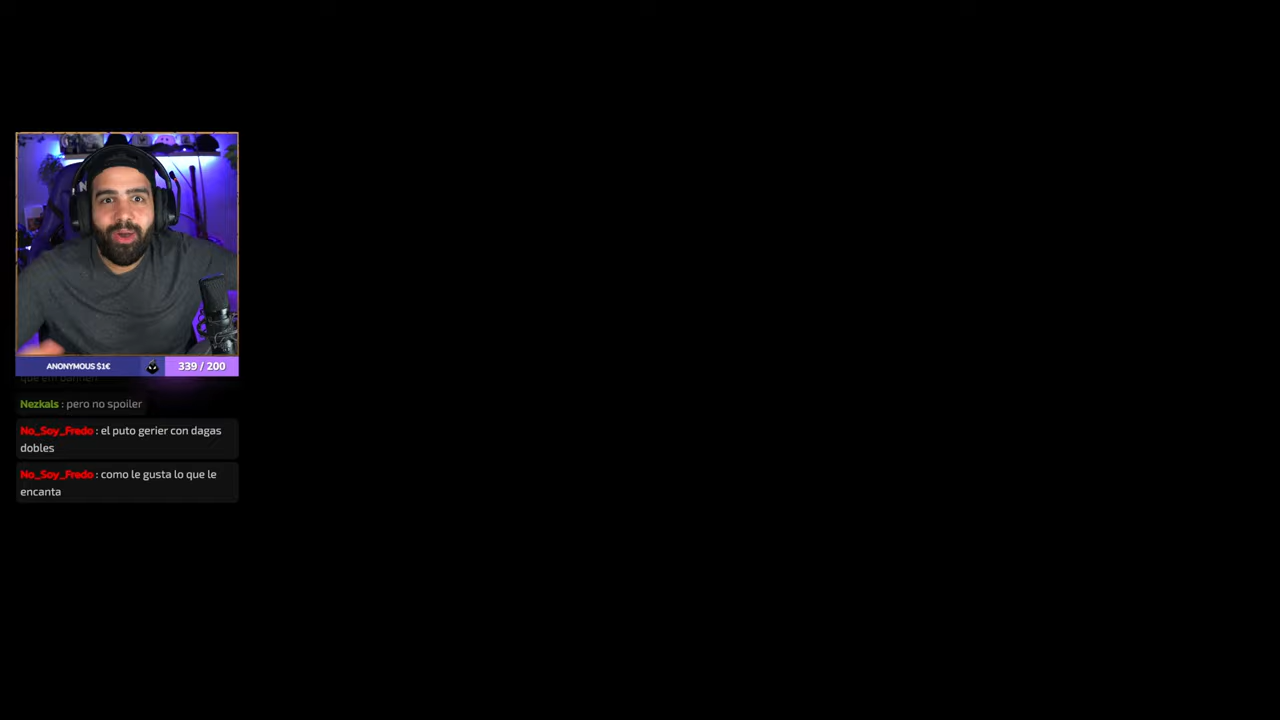 ANONYMOUS $1€ 339 / 200
Nezkals : pero no spoiler
No_Soy_Fredo : el puto gerier con dagas
dobles
No_Soy_Fredo : como le gusta lo que le
encanta